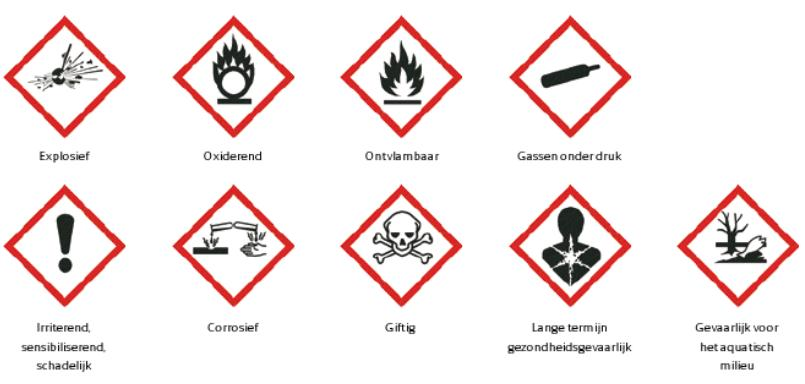 Explosief
Oxiderend
Ontvlambaar
Gassen onder druk
Irriterend,
sensibiliserend,
schadelijk
Corrosief
Giftig
Lange termijn
gezondheidsgevaarlijk
Gevaarlijk voor
het aquatisch
milieu